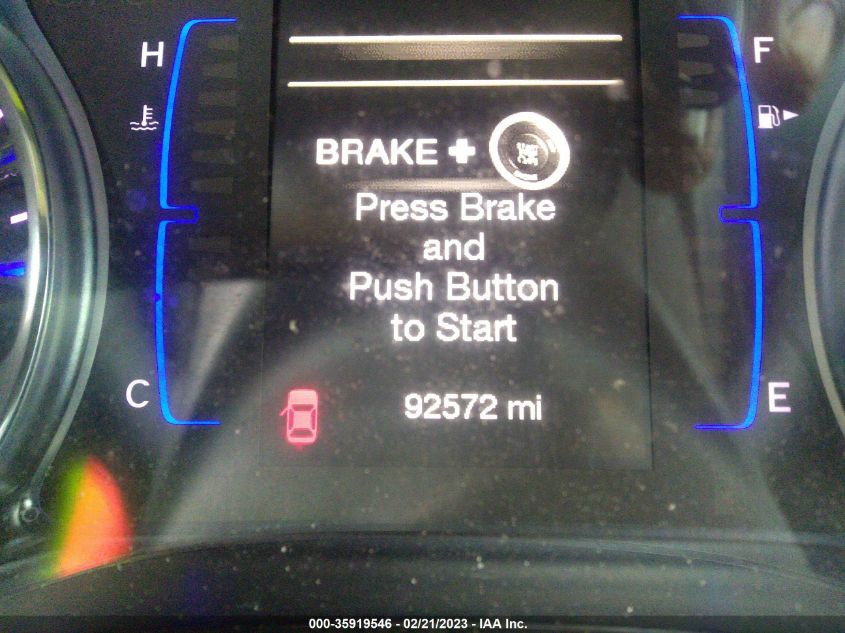 H
F
BRAKE +
Press Brake
and
Push Button
to Start
C
92572 mi
E
000-35919546 - 02/21/2023 - IAA Inc.